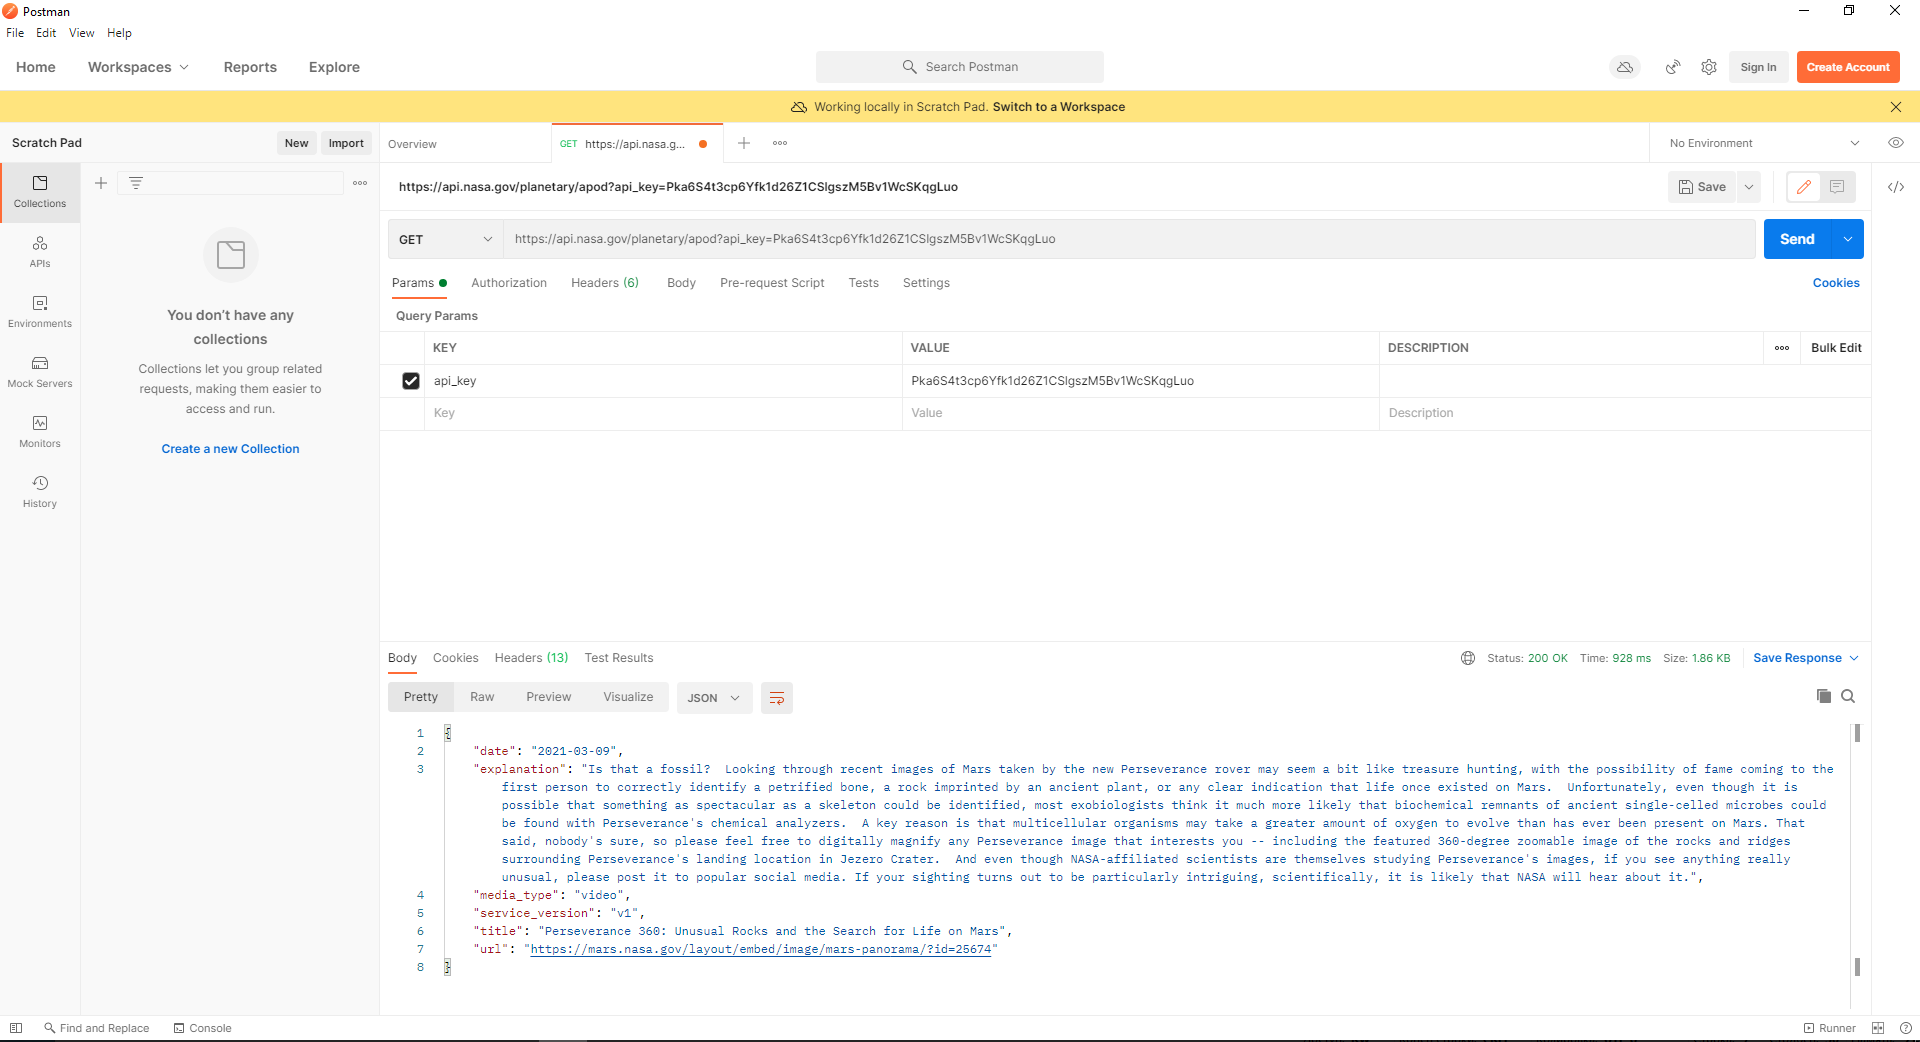 Postman
File Edit View Help
Home Workspaces Reports Explore
Search Postman
Sign In
Create Account
Working locally in Scratch Pad. Switch to a Workspace
Scratch Pad
New
Import
Overview
GET https://api.nasa.g...
No Environment
https://api.nasa.gov/planetary/apod?api_key=Pka6S4t3cp6Yfk1d26Z1CSlgszM5Bv1WcSKqgLuo
Save
GET
https://api.nasa.gov/planetary/apod?api_key=Pka6S4t3cp6Yfk1d26Z1CSlgszM5Bv1WcSKqgLuo
Send
Collections
APIs
Environments
Mock Servers
Monitors
History
You don't have any
collections
Collections let you group related
requests, making them easier to
access and run.
Create a new Collection
Params Authorization Headers (6) Body Pre-request Script Tests Settings
Cookies
Query Params
KEY VALUE DESCRIPTION Bulk Edit
api_key Pka6S4t3cp6Yfk1d26Z1CSlgszM5Bv1WcSKqgLuo
Key Value Description
Body Cookies Headers (13) Test Results
Status: 200 OK Time: 928 ms Size: 1.86 KB Save Response
Pretty Raw Preview Visualize JSON
1 {
2 "date": "2021-03-09",
3 "explanation": "Is that a fossil?  Looking through recent images of Mars taken by the new Perseverance rover may seem a bit like treasure hunting, with the possibility of fame coming to the
first person to correctly identify a petrified bone, a rock imprinted by an ancient plant, or any clear indication that life once existed on Mars.  Unfortunately, even though it is
possible that something as spectacular as a skeleton could be identified, most exobiologists think it much more likely that biochemical remnants of ancient single-celled microbes could
be found with Perseverance's chemical analyzers.  A key reason is that multicellular organisms may take a greater amount of oxygen to evolve than has ever been present on Mars. That
said, nobody's sure, so please feel free to digitally magnify any Perseverance image that interests you -- including the featured 360-degree zoomable image of the rocks and ridges
surrounding Perseverance's landing location in Jezero Crater.  And even though NASA-affiliated scientists are themselves studying Perseverance's images, if you see anything really
unusual, please post it to popular social media. If your sighting turns out to be particularly intriguing, scientifically, it is likely that NASA will hear about it.",
4 "media_type": "video",
5 "service_version": "v1",
6 "title": "Perseverance 360: Unusual Rocks and the Search for Life on Mars",
7 "url": "https://mars.nasa.gov/layout/embed/image/mars-panorama/?id=25674"
8 }
Find and Replace
Console
Runner